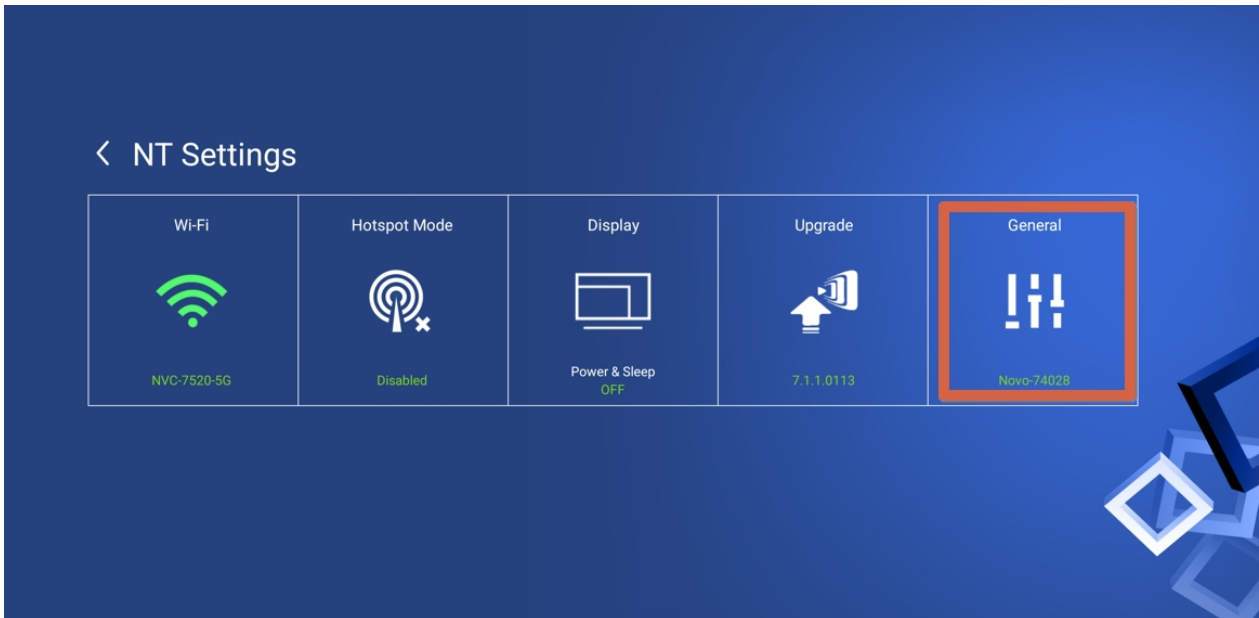 NT Settings
Wi-Fi
NVC-7520-5G
Hotspot Mode
Disabled
Display
Power & Sleep
OFF
Upgrade
7.1.1.0113
General
Novo-74028